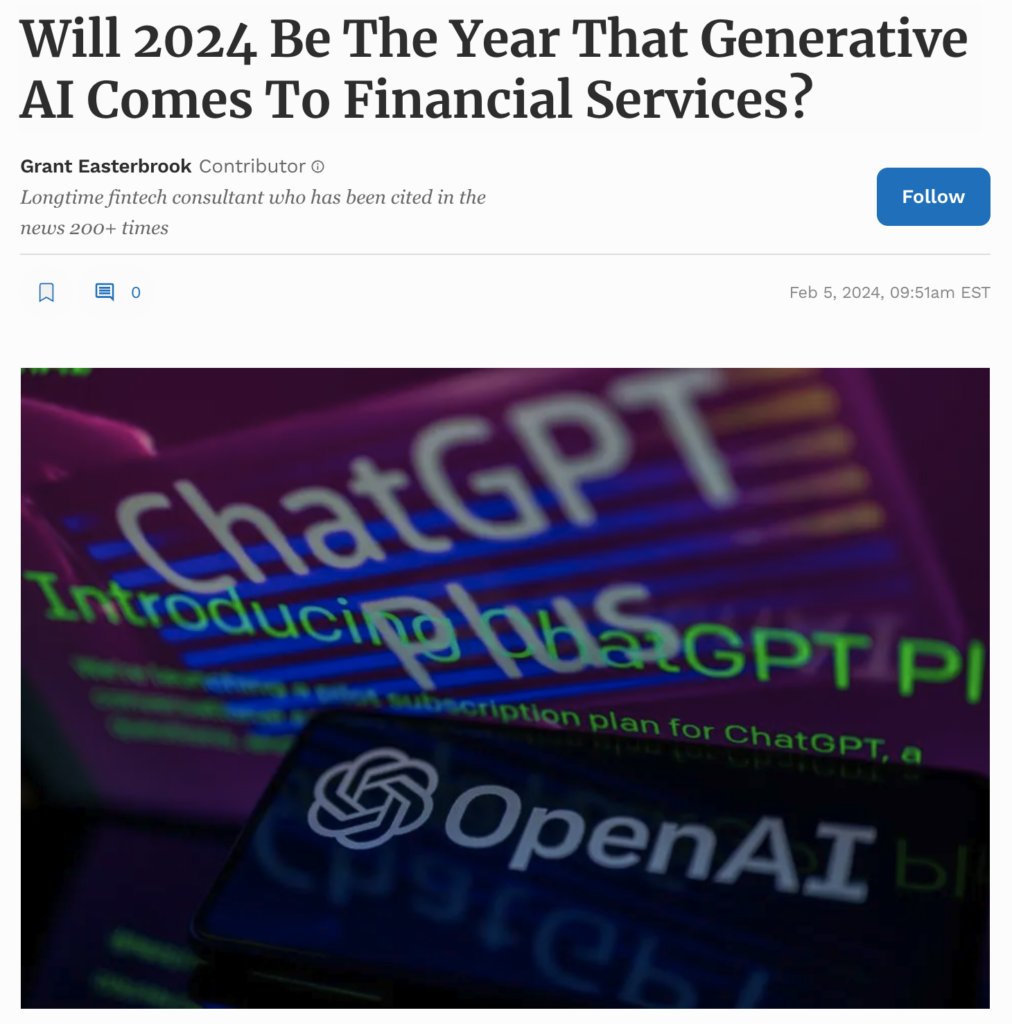 Will 2024 Be The Year That Generative
AI Comes To Financial Services?
Grant Easterbrook Contributor
Longtime fintech consultant who has been cited in the
news 200+ times
Follow
0
Feb 5, 2024, 09:51am EST
ChatGPT
Plus
Introducing ChatGPT Pl
subscription plan for ChatGPT, a
OpenAI